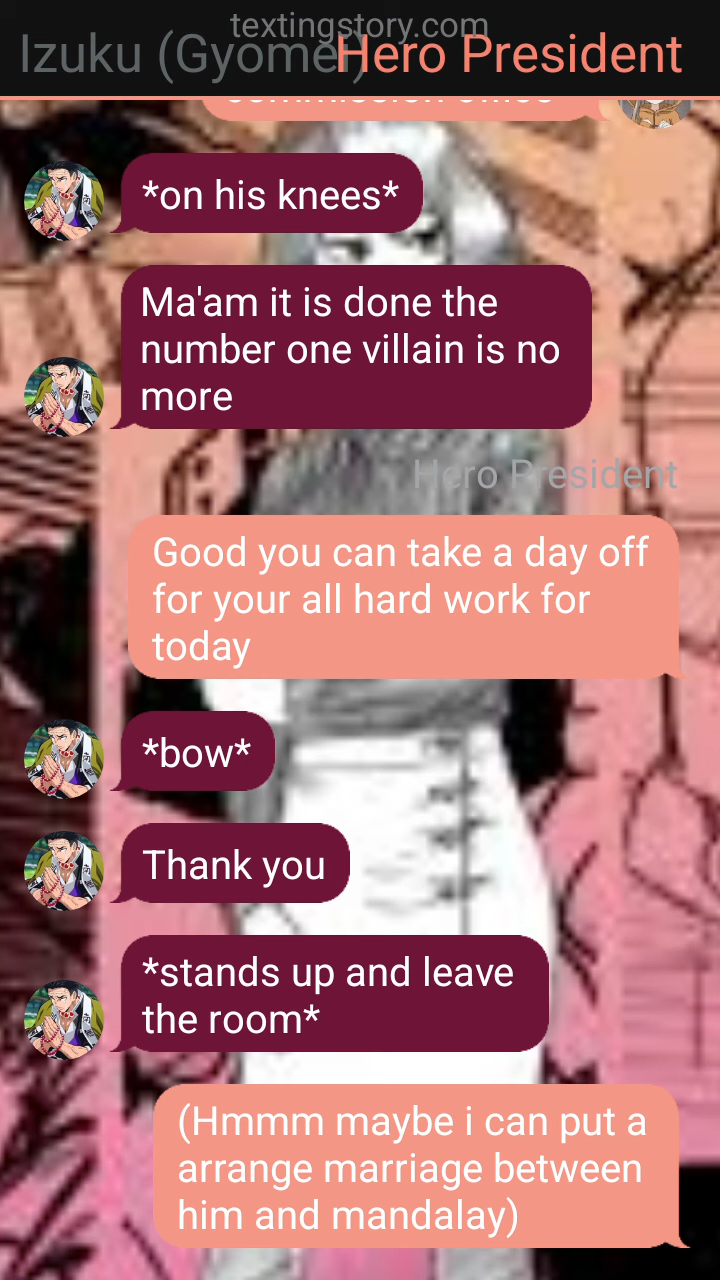 textingstory.com
Izuku (Gyomei)
Hero President
commission office
*on his knees*
Ma'am it is done the
number one villain is no
more
Hero President
Good you can take a day off
for your all hard work for
today
*bow*
Thank you
*stands up and leave
the room*
(Hmmm maybe i can put a
arrange marriage between
him and mandalay)